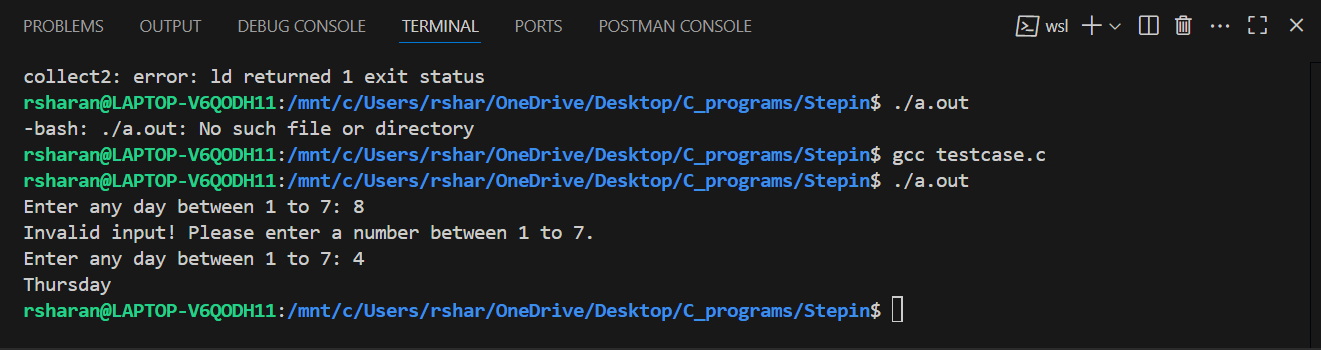 PROBLEMS OUTPUT DEBUG CONSOLE TERMINAL PORTS POSTMAN CONSOLE wsl
collect2: error: ld returned 1 exit status
rsharan@LAPTOP-V6QODH11:/mnt/c/Users/rshar/OneDrive/Desktop/C_programs/Stepin$ ./a.out
-bash: ./a.out: No such file or directory
rsharan@LAPTOP-V6QODH11:/mnt/c/Users/rshar/OneDrive/Desktop/C_programs/Stepin$ gcc testcase.c
rsharan@LAPTOP-V6QODH11:/mnt/c/Users/rshar/OneDrive/Desktop/C_programs/Stepin$ ./a.out
Enter any day between 1 to 7: 8
Invalid input! Please enter a number between 1 to 7.
Enter any day between 1 to 7: 4
Thursday
rsharan@LAPTOP-V6QODH11:/mnt/c/Users/rshar/OneDrive/Desktop/C_programs/Stepin$